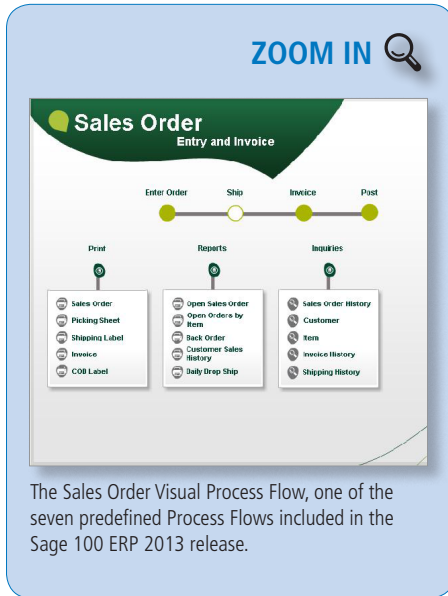 ZOOM IN
Sales Order
Entry and Invoice
Enter Order Ship Invoice Post
Print Reports Inquiries
Sales Order
Picking Sheet
Shipping Label
Invoice
COD Label
Open Sales Order
Open Orders by
Item
Back Order
Customer Sales
History
Daily Drop Ship
Sales Order History
Customer
Item
Invoice History
Shipping History
The Sales Order Visual Process Flow, one of the
seven predefined Process Flows included in the
Sage 100 ERP 2013 release.